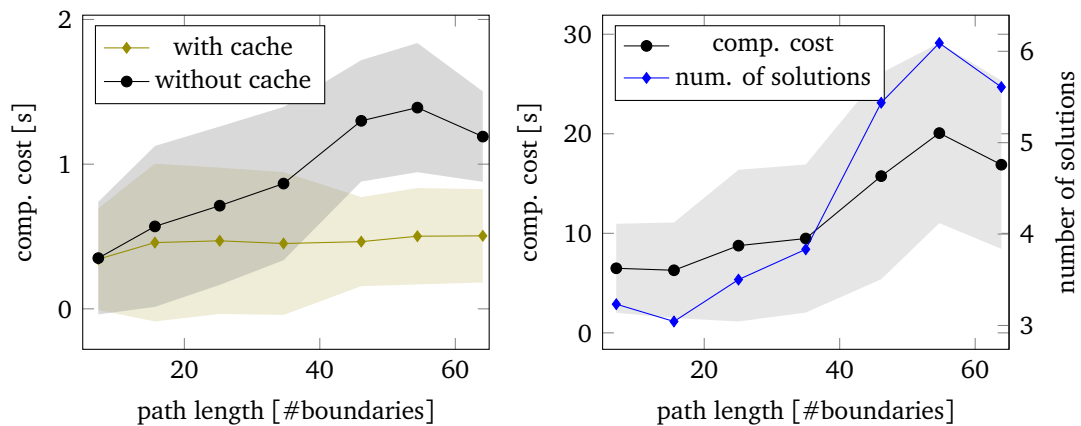 2
1
0
comp. cost [s]
with cache
without cache
20
40
60
path length [#boundaries]
30
20
10
0
comp. cost [s]
comp. cost
num. of solutions
6
5
4
3
number of solutions
20
40
60
path length [#boundaries]